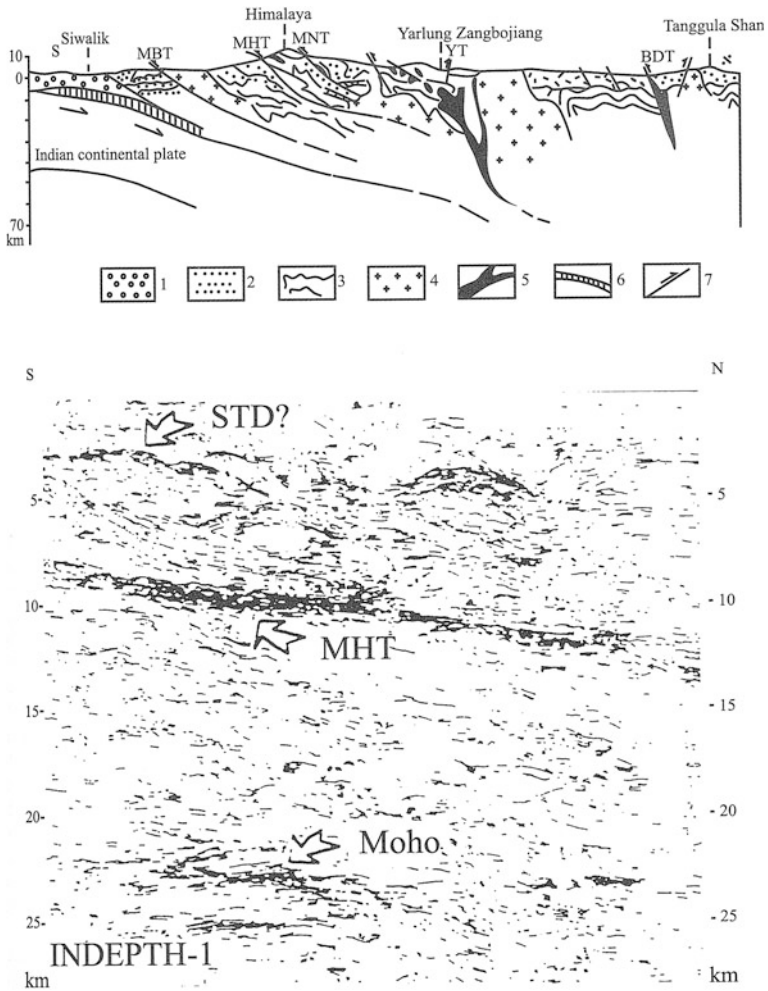 Himalaya
Yarlung Zangbojiang
Tanggula Shan
S Siwalik
MBT
MHT
MNT
YT
BDT
10
0
Indian continental plate
70
km
1 2 3 4 5 6 7
S N
STD?
5 5
10 10
MHT
15 15
20 20
Moho
25 25
INDEPTH-1
km km